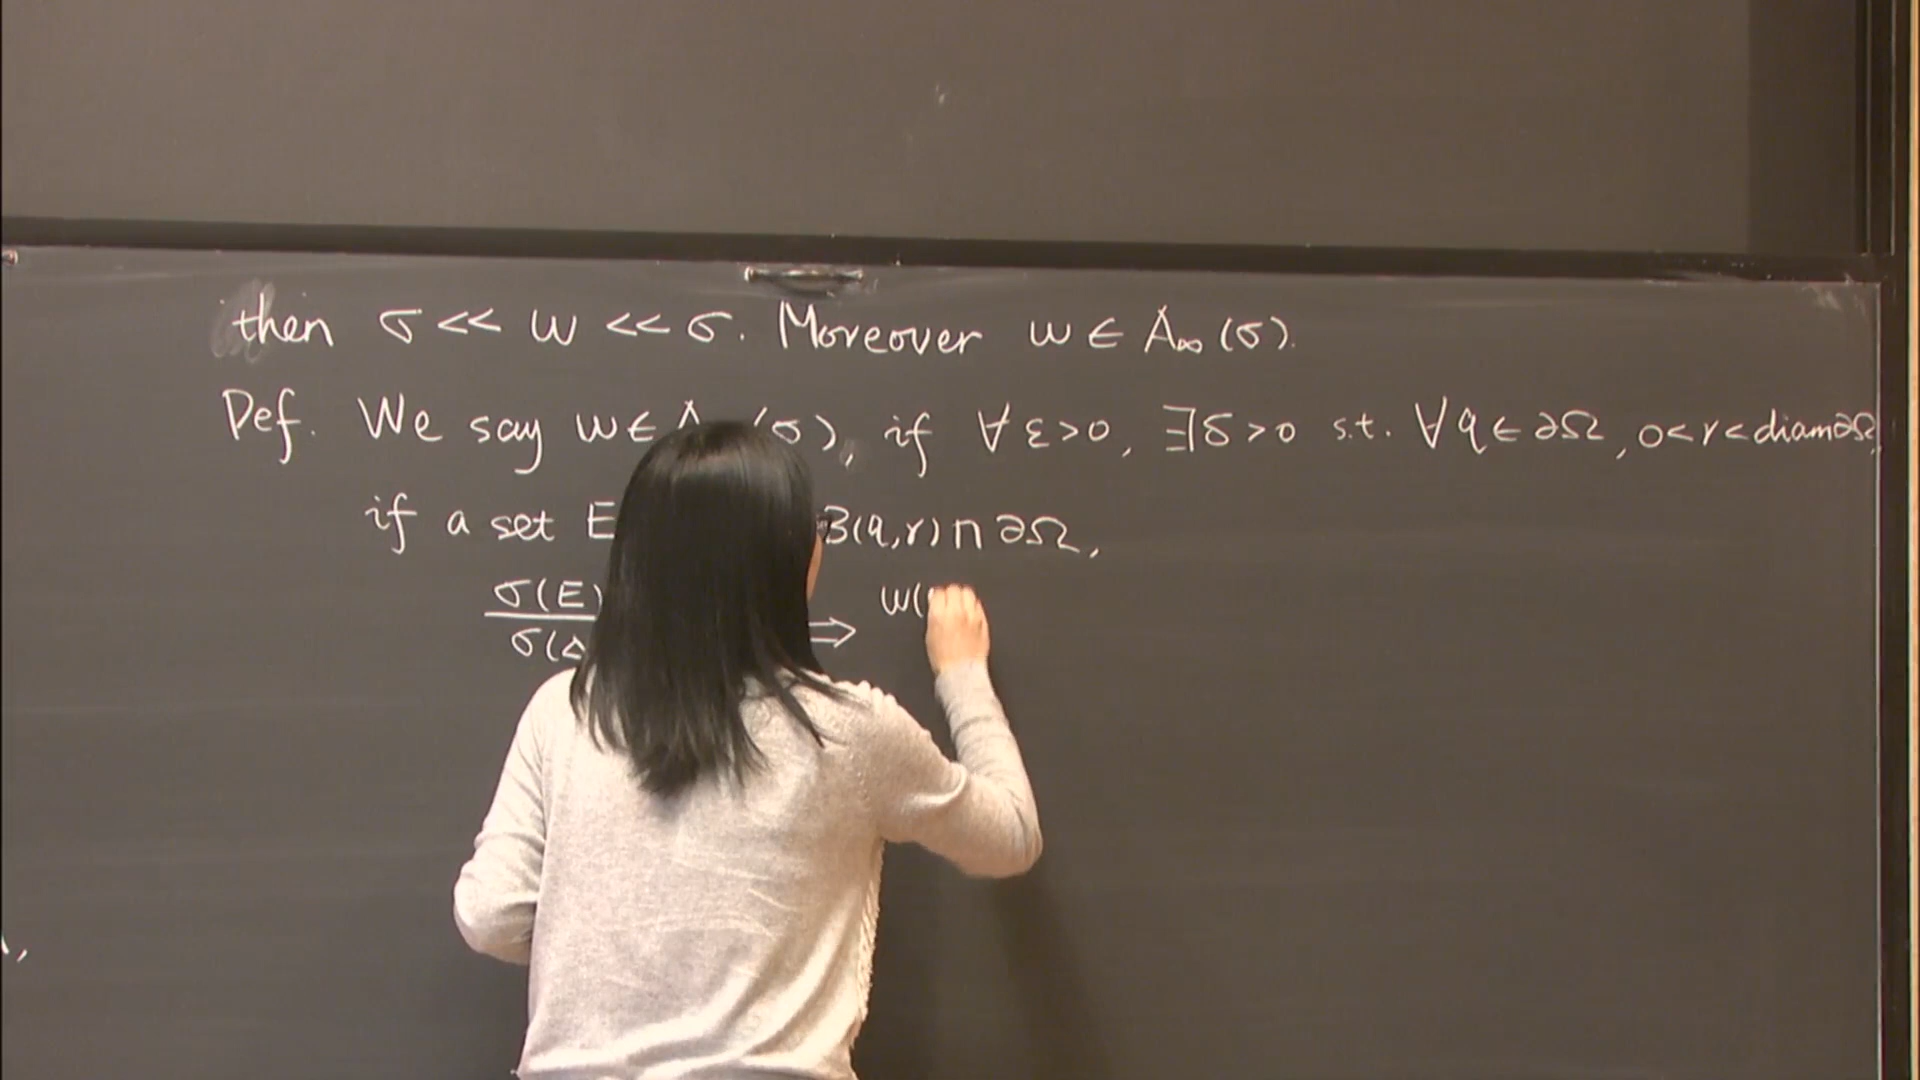 then σ << ω << σ. Moreover ω ∈ A∞(σ).
Def. We say ω ∈ A (σ), if ∀ ε>0, ∃ δ>0 s.t. ∀ q ∈ ∂Ω, 0<r<diam∂Ω,
if a set E B(q,r) ∩ ∂Ω,
σ(E) ω(
σ(Δ ⇒